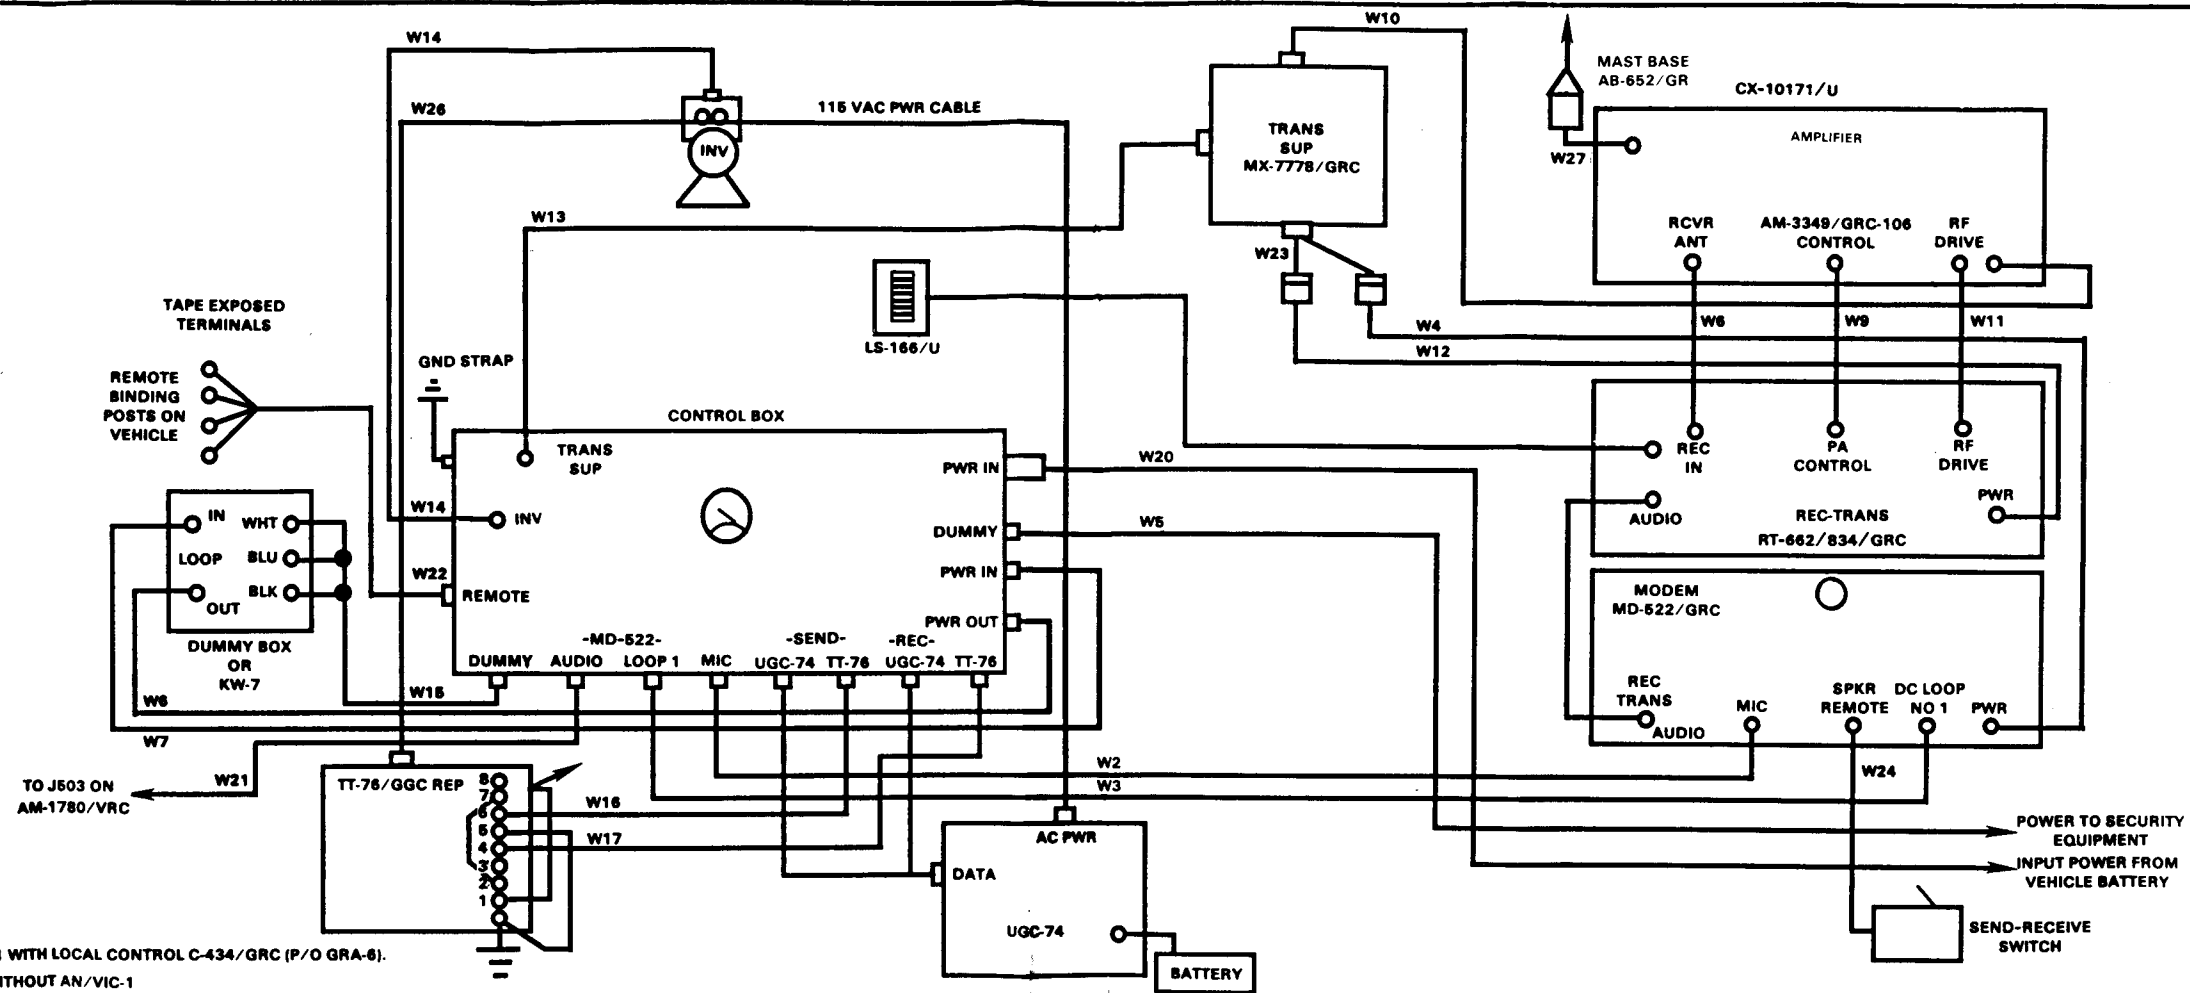 W14
W10
MAST BASE
AB-652/GR
CX-10171/U
W26
115 VAC PWR CABLE
AMPLIFIER
TRANS
SUP
MX-7778/GRC
INV
W27
W13
RCVR
ANT
AM-3349/GRC-106
CONTROL
RF
DRIVE
W23
TAPE EXPOSED
TERMINALS
LS-166/U
W4
W12
W6
W9
W11
GND STRAP
REMOTE
BINDING
POSTS ON
VEHICLE
CONTROL BOX
TRANS
SUP
PWR IN
W20
REC
IN
PA
CONTROL
RF
DRIVE
PWR
AUDIO
REC-TRANS
RT-662/834/GRC
W14
INV
DUMMY
W5
IN
WHT
LOOP
BLU
BLK
OUT
DUMMY BOX
OR
KW-7
W22
REMOTE
PWR IN
PWR OUT
MODEM
MD-522/GRC
-MD-522-
-SEND-
-REC-
DUMMY
AUDIO
LOOP 1
MIC
UGC-74
TT-76
UGC-74
TT-76
W15
W6
W7
REC
TRANS
AUDIO
MIC
SPKR
REMOTE
DC LOOP
NO 1
PWR
W21
TO J503 ON
AM-1780/VRC
TT-76/GGC REP
8
7
6
5
4
3
2
1
W16
W17
W2
W3
W24
AC PWR
DATA
UGC-74
BATTERY
POWER TO SECURITY
EQUIPMENT
INPUT POWER FROM
VEHICLE BATTERY
SEND-RECEIVE
SWITCH
WITH LOCAL CONTROL C-434/GRC (P/O GRA-6).
ITHOUT AN/VIC-1